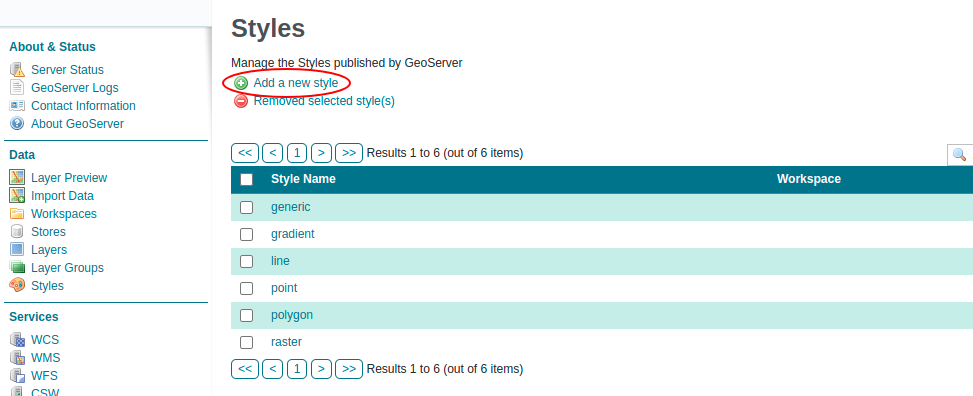 About & Status
Server Status
GeoServer Logs
Contact Information
About GeoServer
Data
Layer Preview
Import Data
Workspaces
Stores
Layers
Layer Groups
Styles
Services
WCS
WMS
WFS
CSW
Styles
Manage the Styles published by GeoServer
Add a new style
Removed selected style(s)
<< < 1 > >> Results 1 to 6 (out of 6 items)
Style Name Workspace
generic
gradient
line
point
polygon
raster
<< < 1 > >> Results 1 to 6 (out of 6 items)